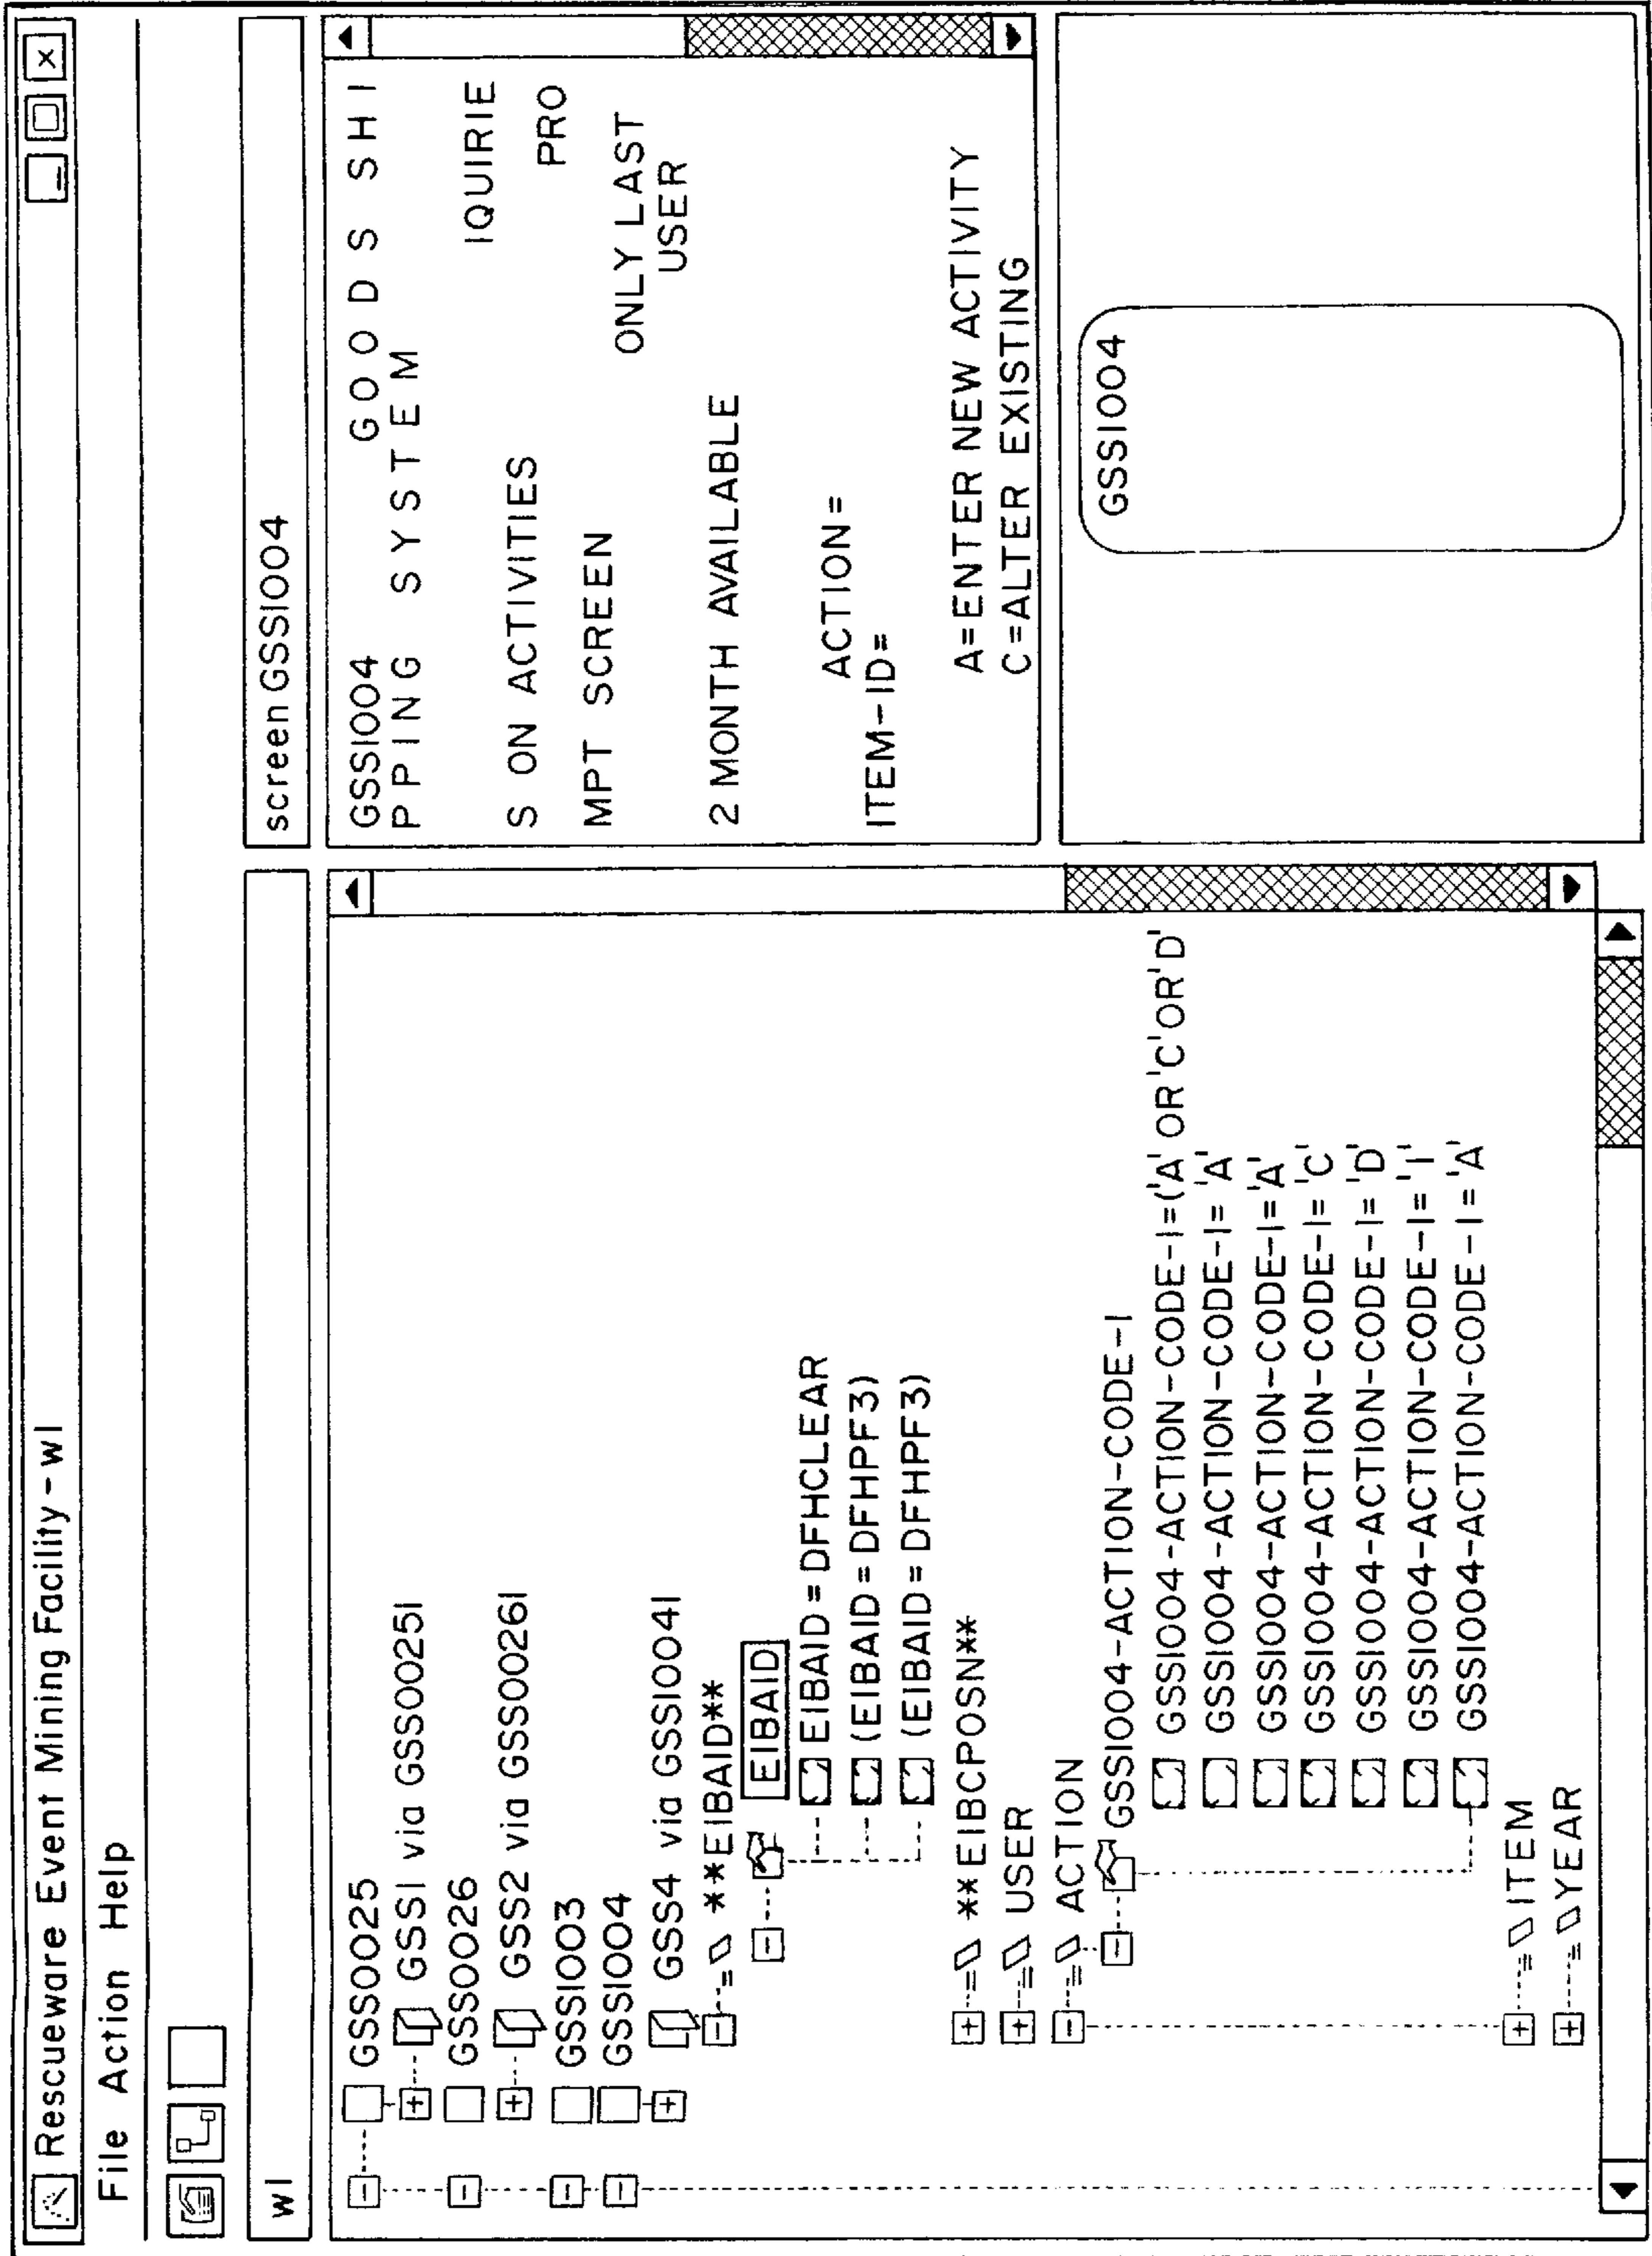 Rescueware Event Mining Facility-wl
File Action Help
wl
GSS0025
GSSI via GSS0025I
GSS0026
GSS2 via GSS0026I
GSSI003
GSSI004
GSS4 via GSSI004I
**EIBAID**
EIBAID
EIBAID=DFHCLEAR
(EIBAID=DFHPF3)
(EIBAID=DFHPF3)
**EIBCPOSN**
USER
ACTION
GSSI004-ACTION-CODE-I
GSSI004-ACTION-CODE-I=('A' OR 'C' OR 'D'
GSSI004-ACTION-CODE-I='A'
GSSI004-ACTION-CODE-I='A'
GSSI004-ACTION-CODE-I='C'
GSSI004-ACTION-CODE-I='D'
GSSI004-ACTION-CODE-I='I'
GSSI004-ACTION-CODE-I='A'
ITEM
YEAR
screen GSSI004
GSSI004 G O O D S S H I
P P I N G S Y S T E M
IQUIRIE
S ON ACTIVITIES
PRO
MPT SCREEN
ONLY LAST
USER
2 MONTH AVAILABLE
ACTION=
ITEM-ID=
A=ENTER NEW ACTIVITY
C=ALTER EXISTING
GSSI004